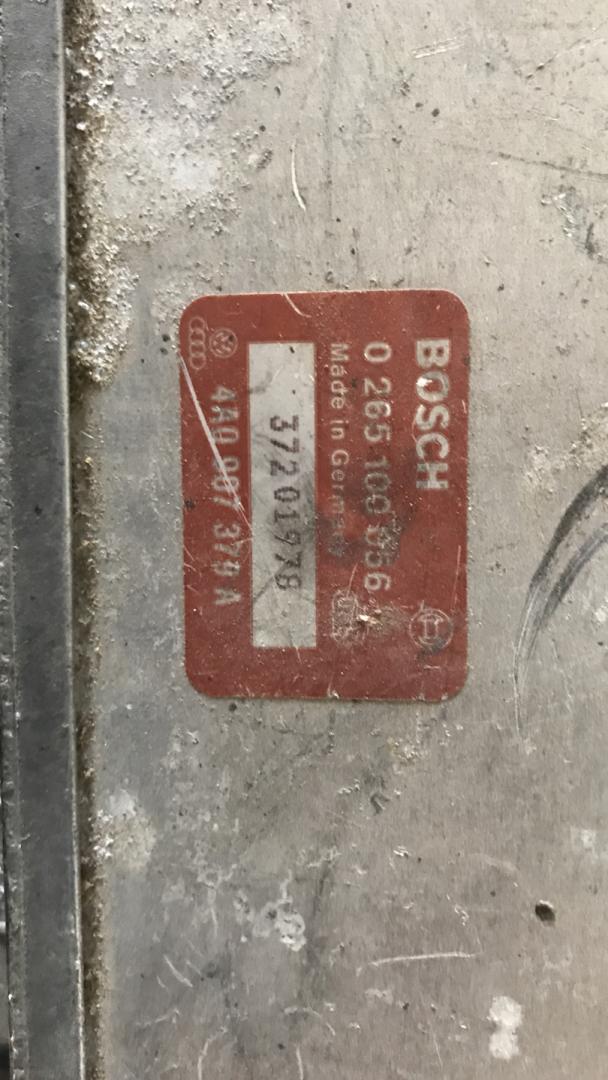 BOSCH
0 265 100 056
Made in Germany
37201978
4A0 907 379 A